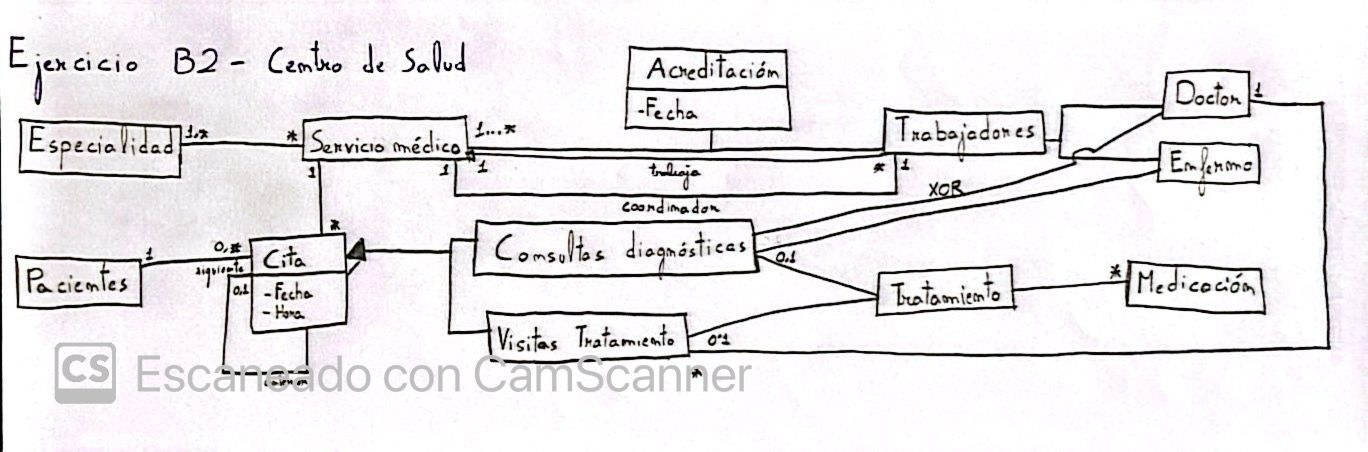 Ejercicio B2 - Centro de Salud
Acreditación
-Fecha
Doctor
1
Especialidad
1.*
*
Servicio médico
1...*
1
1
1
trabaja
*
1
Trabajadores
Enfermo
XOR
coordinador
Pacientes
1
0,*
siguiente
0,1
*
Cita
-Fecha
-Hora
Consultas diagnósticas
0,1
Tratamiento
*
Medicación
Visitas Tratamiento
0.1
*
CS Escaneado con CamScanner